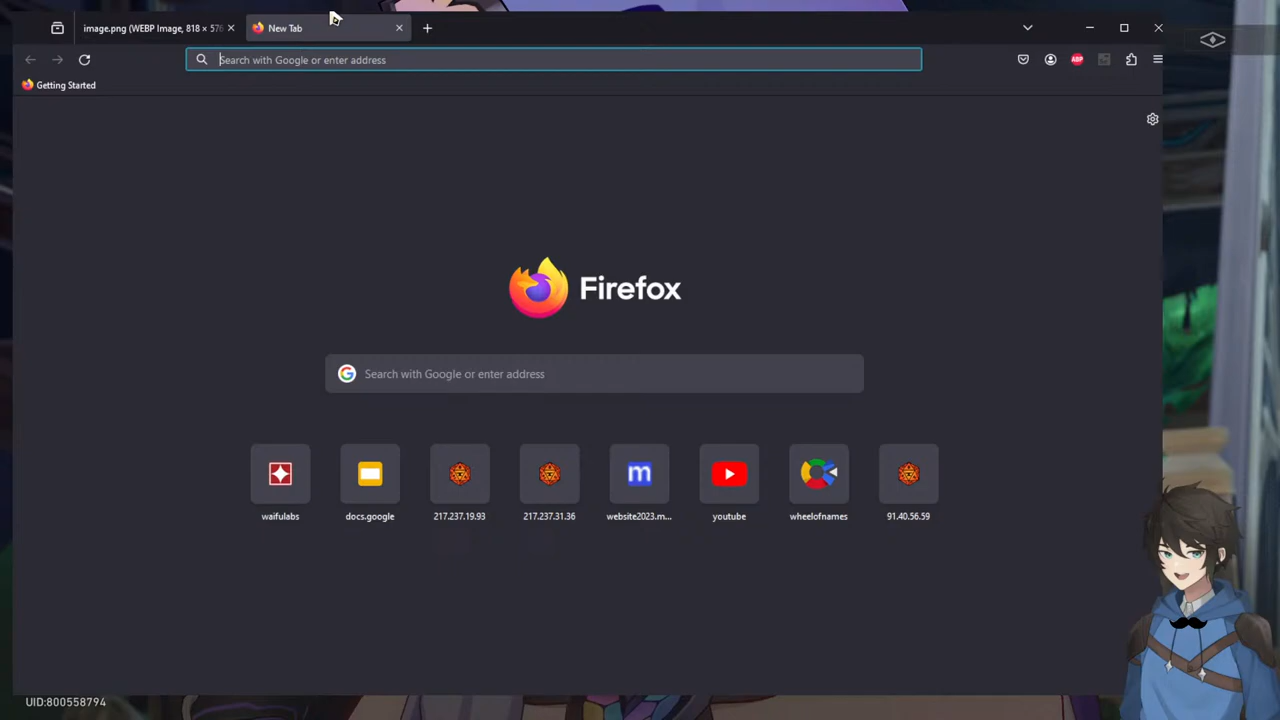 image.png (WEBP Image, 818 × 576
New Tab
Search with Google or enter address
ABP
Getting Started
Firefox
Search with Google or enter address
waifulabs
docs.google
217.237.19.93
217.237.31.36
m
website2023.m...
youtube
wheelofnames
91.40.56.59
UID:800558794